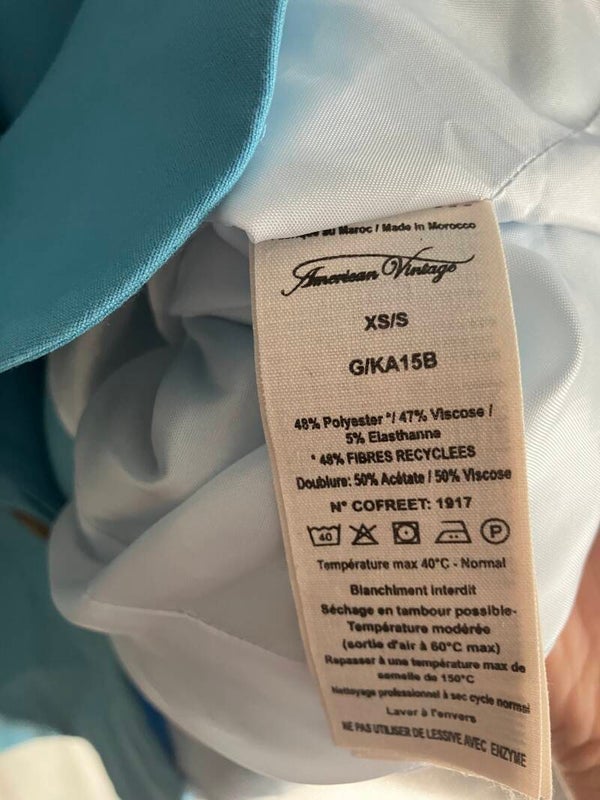 au Maroc / Made in Morocco
American Vintage
XS/S
G/KA15B
48% Polyester */ 47% Viscose /
5% Elasthanne
* 48% FIBRES RECYCLEES
Doublure: 50% Acétate / 50% Viscose
N° COFREET: 1917
40 P
Température max 40°C - Normal
Blanchiment interdit
Séchage en tambour possible-
Température modérée
(sortie d'air à 60°C max)
Repasser à une température max de
semelle de 150°C
Nettoyage professionnel à sec cycle normal
Laver à l'envers
NE PAS UTILISER DE LESSIVE AVEC ENZYME